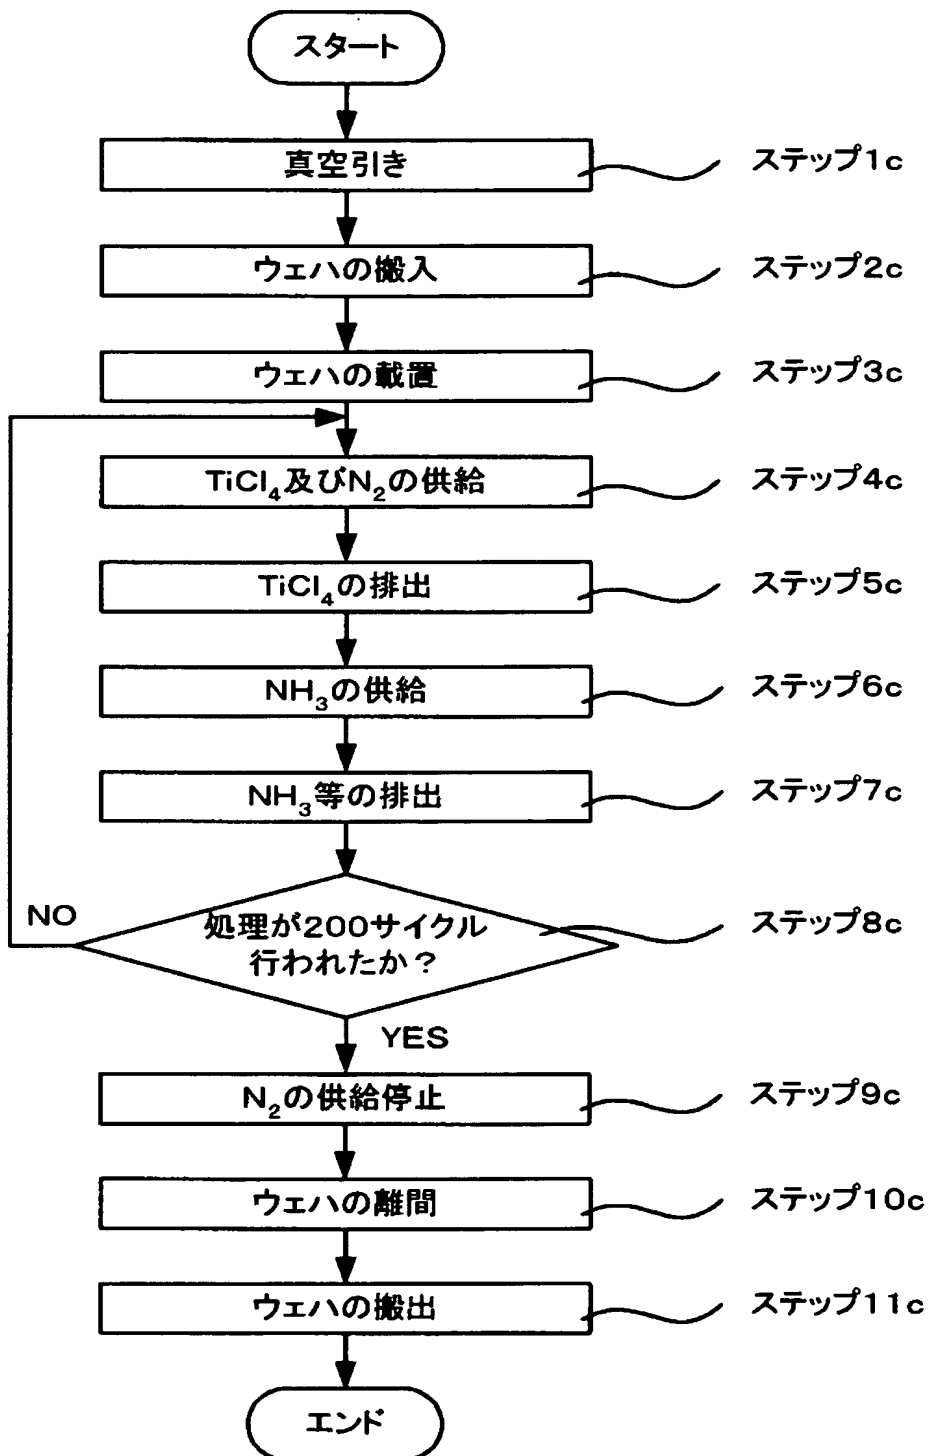 スタート
真空引き
ステップ1c
ウェハの搬入
ステップ2c
ウェハの載置
ステップ3c
TiCl₄及びN₂の供給
ステップ4c
TiCl₄の排出
ステップ5c
NH₃の供給
ステップ6c
NH₃等の排出
ステップ7c
NO
処理が200サイクル
行われたか？
ステップ8c
YES
N₂の供給停止
ステップ9c
ウェハの離間
ステップ10c
ウェハの搬出
ステップ11c
エンド